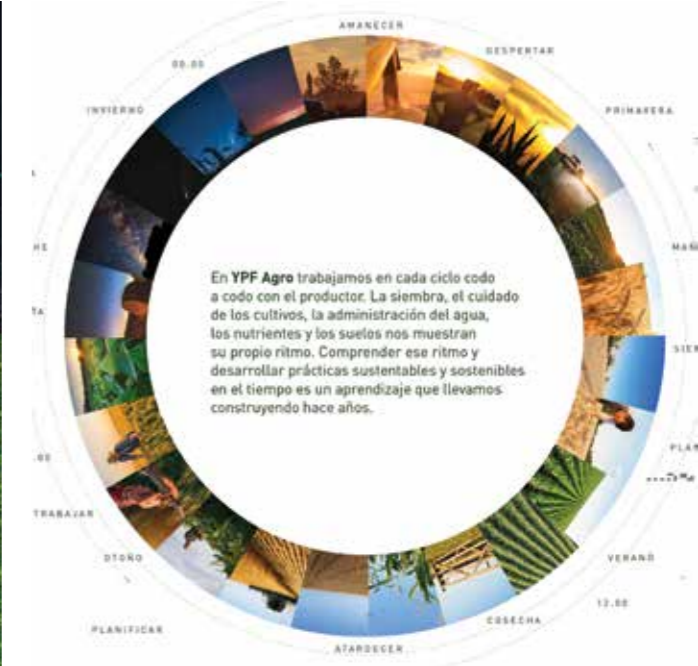 AMANECER
DESPERTAR
00.00
INVIERNO
PRIMAVERA
En YPF Agro trabajamos en cada ciclo codo
a codo con el productor. La siembra, el cuidado
de los cultivos, la administración del agua,
los nutrientes y los suelos nos muestran
su propio ritmo. Comprender ese ritmo y
desarrollar prácticas sustentables y sostenibles
en el tiempo es un aprendizaje que llevamos
construyendo hace años.
TRABAJAR
OTOÑO
VERANO
12.00
COSECHA
PLANIFICAR
ATARDECER